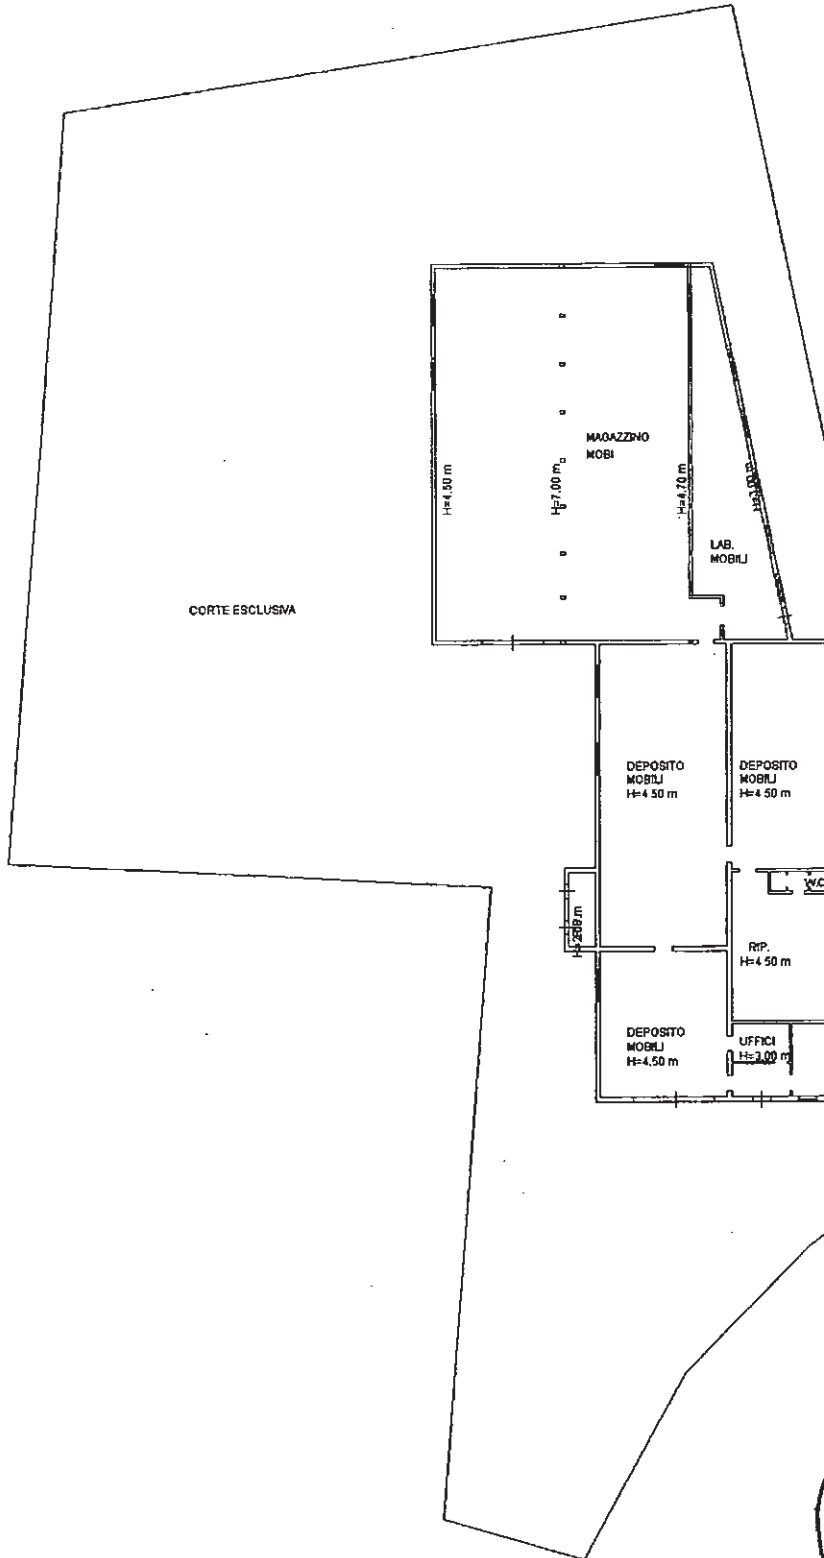 MAGAZZINO
MOBI
H=4.50 m
H=7.00 m
H=4.70 m
LAB.
MOBILI
CORTE ESCLUSIVA
DEPOSITO
MOBILI
H=4.50 m
DEPOSITO
MOBILI
H=4.50 m
W.C
RIP.
H=4.50 m
DEPOSITO
MOBILI
H=4.50 m
UFFICI
H=3.00 m